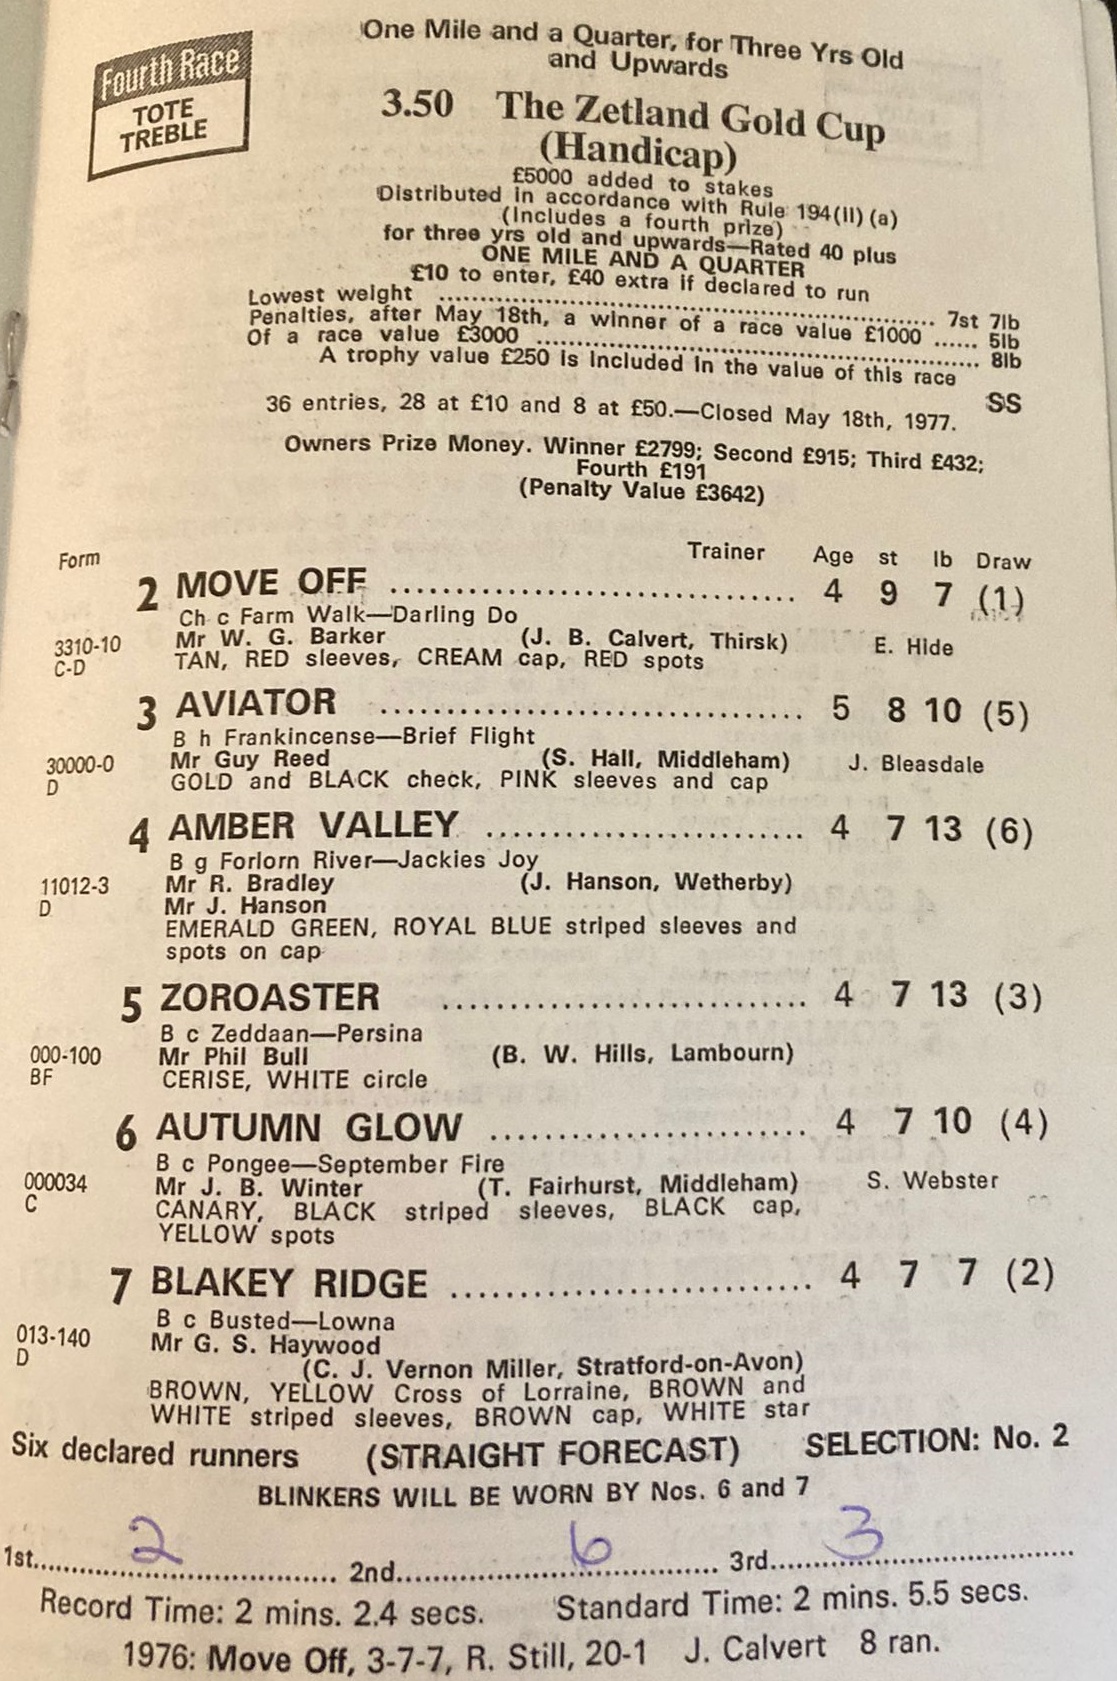 One Mile and a Quarter, for Three Yrs Old
and Upwards
Fourth Race
TOTE
TREBLE
3.50 The Zetland Gold Cup
(Handicap)
£5000 added to stakes
Distributed in accordance with Rule 194(II) (a)
(Includes a fourth prize)
for three yrs old and upwards—Rated 40 plus
ONE MILE AND A QUARTER
£10 to enter, £40 extra if declared to run
Lowest weight .................................................. 7st 7lb
Penalties, after May 18th, a winner of a race value £1000 ...... 5lb
Of a race value £3000 .................................................. 8lb
A trophy value £250 is included in the value of this race
SS
36 entries, 28 at £10 and 8 at £50.—Closed May 18th, 1977.
Owners Prize Money. Winner £2799; Second £915; Third £432;
Fourth £191
(Penalty Value £3642)
Form Trainer Age st lb Draw
2 MOVE OFF .................................. 4 9 7 (1)
Ch c Farm Walk—Darling Do
3310-10 Mr W. G. Barker (J. B. Calvert, Thirsk) E. Hide
C-D TAN, RED sleeves, CREAM cap, RED spots
3 AVIATOR .................................. 5 8 10 (5)
B h Frankincense—Brief Flight
30000-0 Mr Guy Reed (S. Hall, Middleham) J. Bleasdale
D GOLD and BLACK check, PINK sleeves and cap
4 AMBER VALLEY .......................... 4 7 13 (6)
B g Forlorn River—Jackies Joy
11012-3 Mr R. Bradley (J. Hanson, Wetherby)
D Mr J. Hanson
EMERALD GREEN, ROYAL BLUE striped sleeves and
spots on cap
5 ZOROASTER .............................. 4 7 13 (3)
B c Zeddaan—Persina
000-100 Mr Phil Bull (B. W. Hills, Lambourn)
BF CERISE, WHITE circle
6 AUTUMN GLOW .......................... 4 7 10 (4)
B c Pongee—September Fire
000034 Mr J. B. Winter (T. Fairhurst, Middleham) S. Webster
C CANARY, BLACK striped sleeves, BLACK cap,
YELLOW spots
7 BLAKEY RIDGE .............................. 4 7 7 (2)
B c Busted—Lowna
013-140 Mr G. S. Haywood
D (C. J. Vernon Miller, Stratford-on-Avon)
BROWN, YELLOW Cross of Lorraine, BROWN and
WHITE striped sleeves, BROWN cap, WHITE star
Six declared runners (STRAIGHT FORECAST) SELECTION: No. 2
BLINKERS WILL BE WORN BY Nos. 6 and 7
1st.......... 2 .......... 2nd.......... 6 .......... 3rd.......... 3 ..........
Record Time: 2 mins. 2.4 secs. Standard Time: 2 mins. 5.5 secs.
1976: Move Off, 3-7-7, R. Still, 20-1 J. Calvert 8 ran.